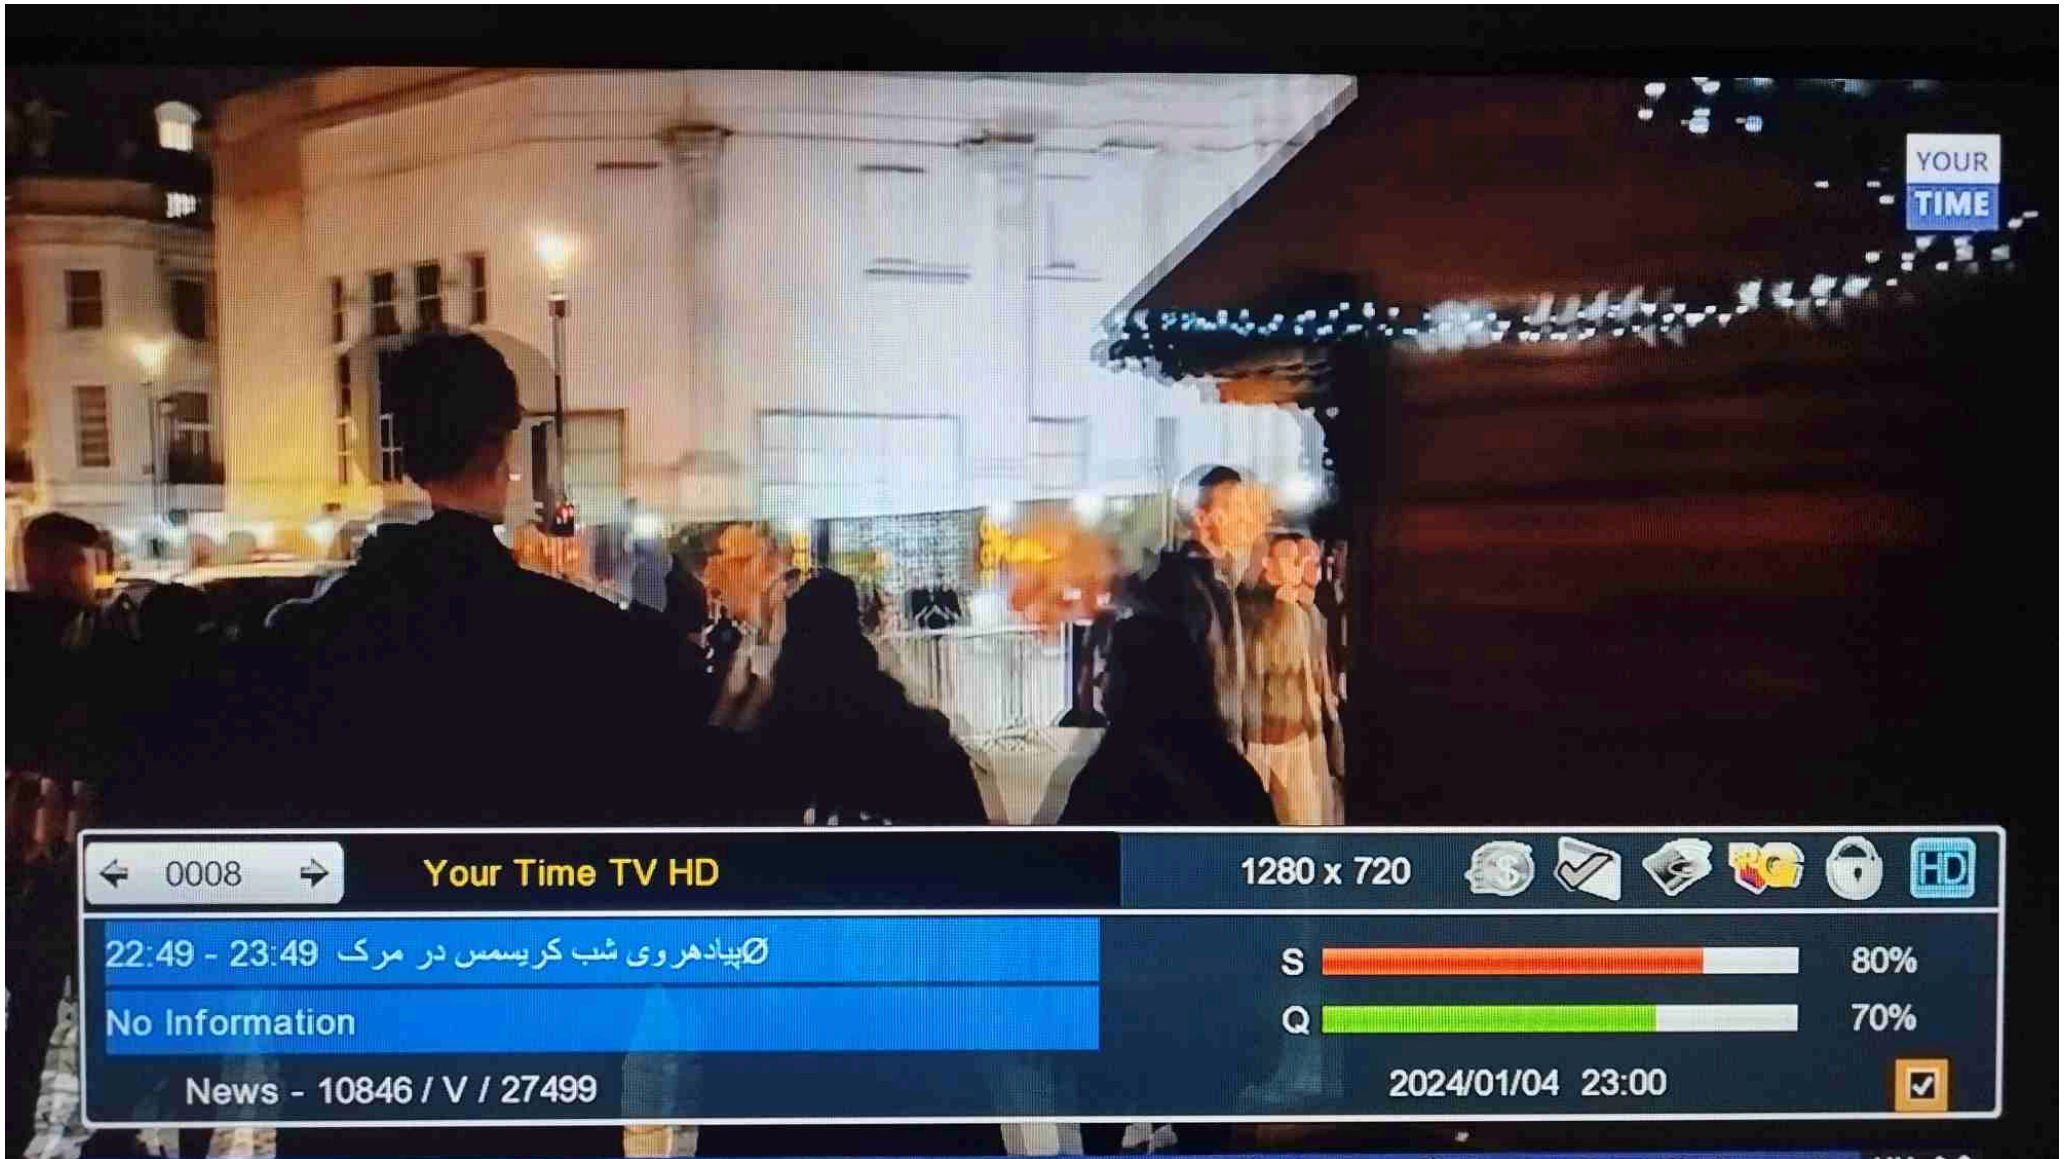 YOUR
TIME
0008
Your Time TV HD
1280 x 720
HD
22:49 - 23:49 پیادهروی شب کریسمس در مرک
No Information
S 80%
Q 70%
News - 10846 / V / 27499
2024/01/04 23:00